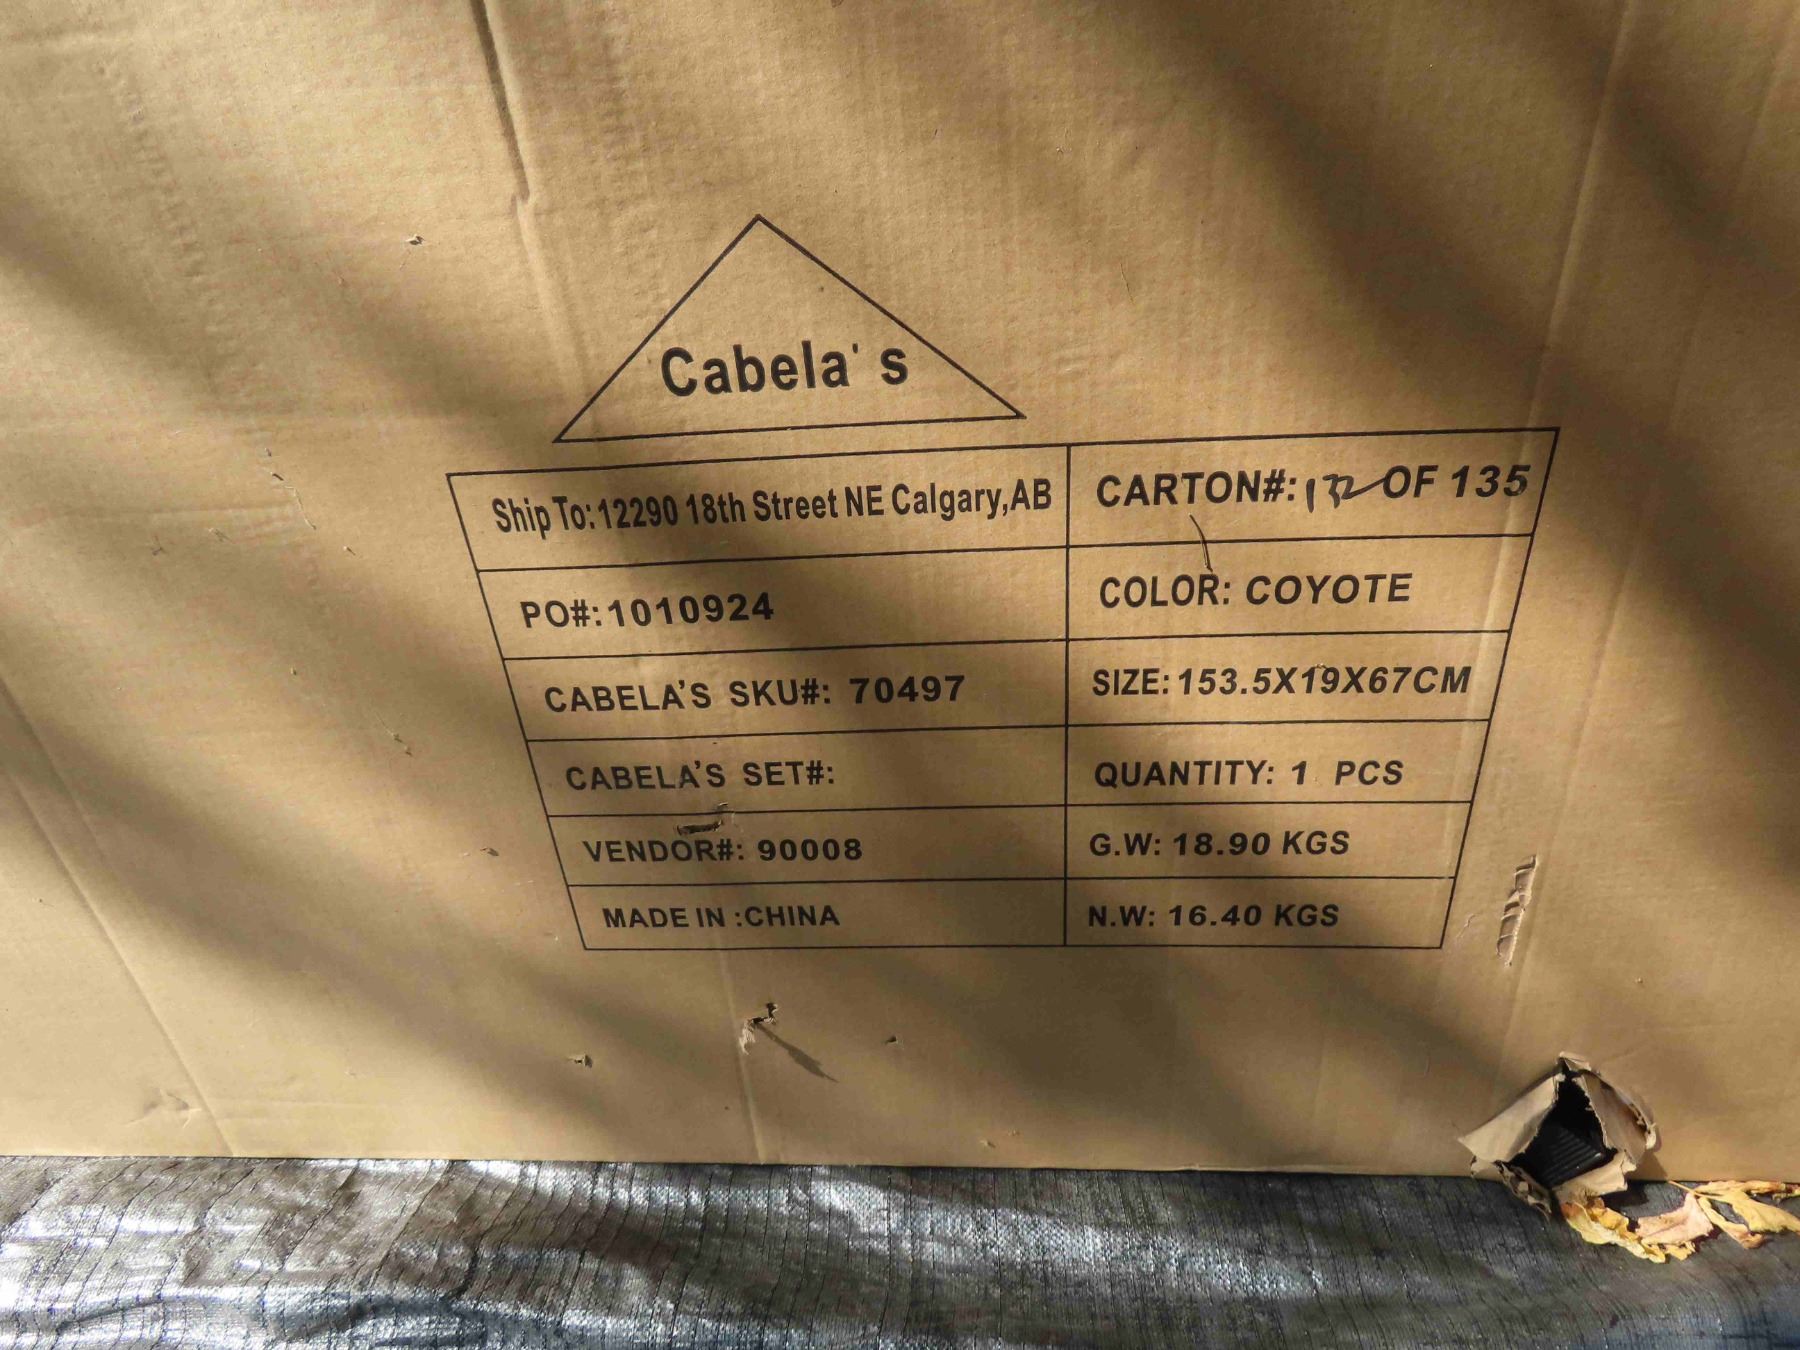 Cabela's
Ship To: 12290 18th Street NE Calgary,AB
CARTON#: 132 OF 135
PO#: 1010924
COLOR: COYOTE
CABELA'S SKU#: 70497
SIZE: 153.5X19X67CM
CABELA'S SET#:
QUANTITY: 1 PCS
VENDOR#: 90008
G.W: 18.90 KGS
MADE IN :CHINA
N.W: 16.40 KGS